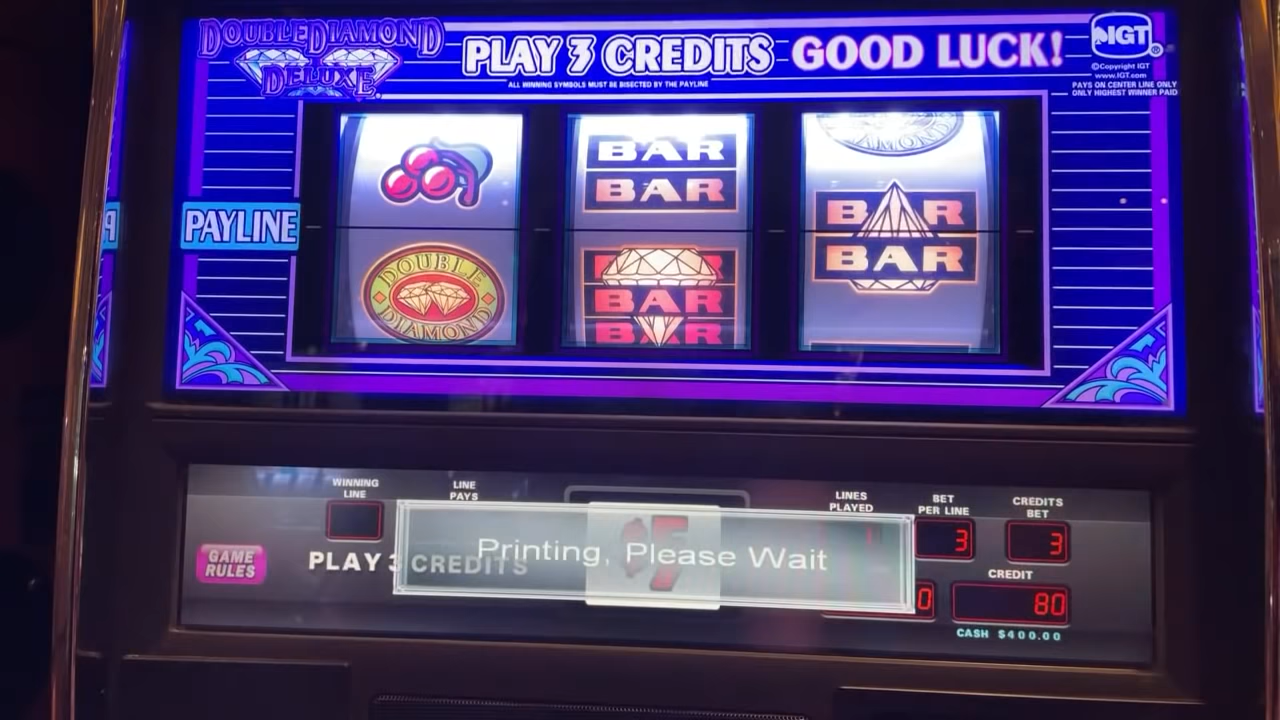 DOUBLE DIAMOND
DELUXE
PLAY 3 CREDITS
GOOD LUCK!
ALL WINNING SYMBOLS MUST BE BISECTED BY THE PAYLINE
IGT ®
©Copyright IGT
www.IGT.com
PAYS ON CENTER LINE ONLY
ONLY HIGHEST WINNER PAID
BAR
BAR
DIAMOND
BAR
BAR
PAYLINE
DOUBLE
DIAMOND
BAR
BAR
WINNING
LINE
LINE
PAYS
LINES
PLAYED
BET
PER LINE
CREDITS
BET
3
3
GAME
RULES
PLAY 3 CREDITS
Printing, Please Wait
$5
CREDIT
0
80
CASH $400.00